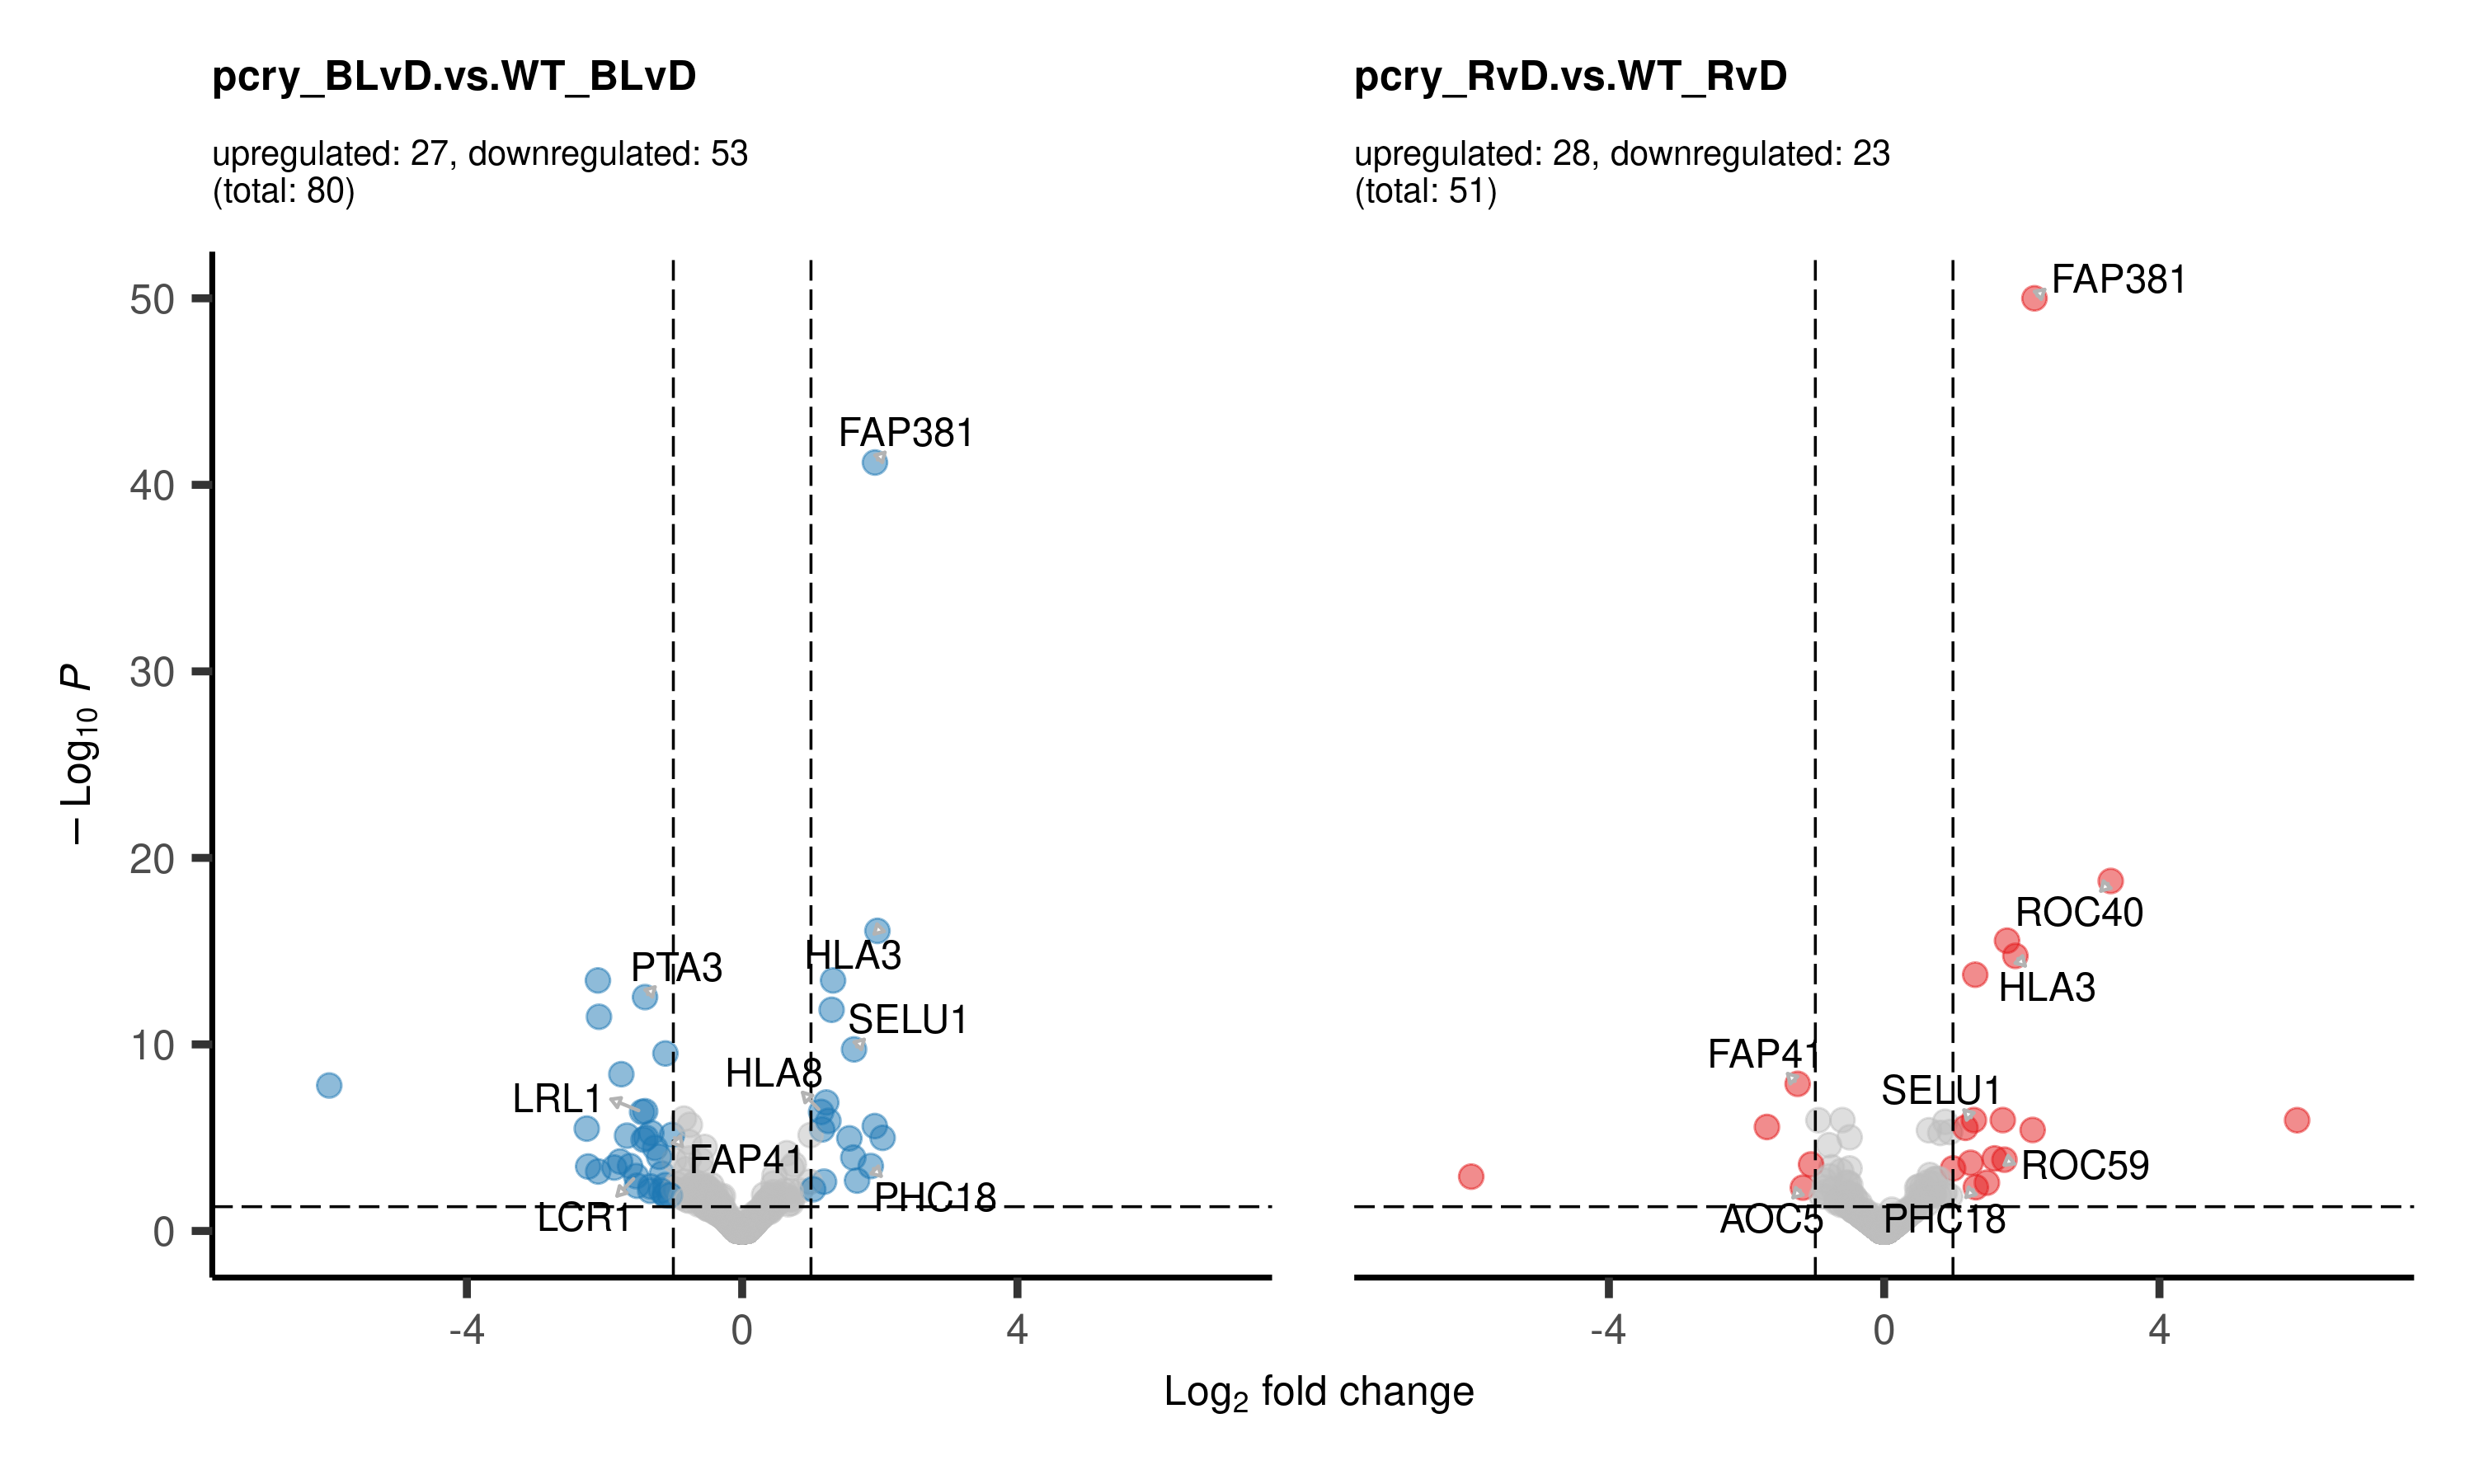 pcry_BLvD.vs.WT_BLvD
upregulated: 27, downregulated: 53
(total: 80)
pcry_RvD.vs.WT_RvD
upregulated: 28, downregulated: 23
(total: 51)
− Log10 P
50
40
30
20
10
0
FAP381
HLA3
PTA3
SELU1
HLA8
LRL1
FAP41
PHC18
LCR1
-4
0
4
FAP381
ROC40
HLA3
FAP41
SELU1
ROC59
AOC5
PHC18
-4
0
4
Log2 fold change